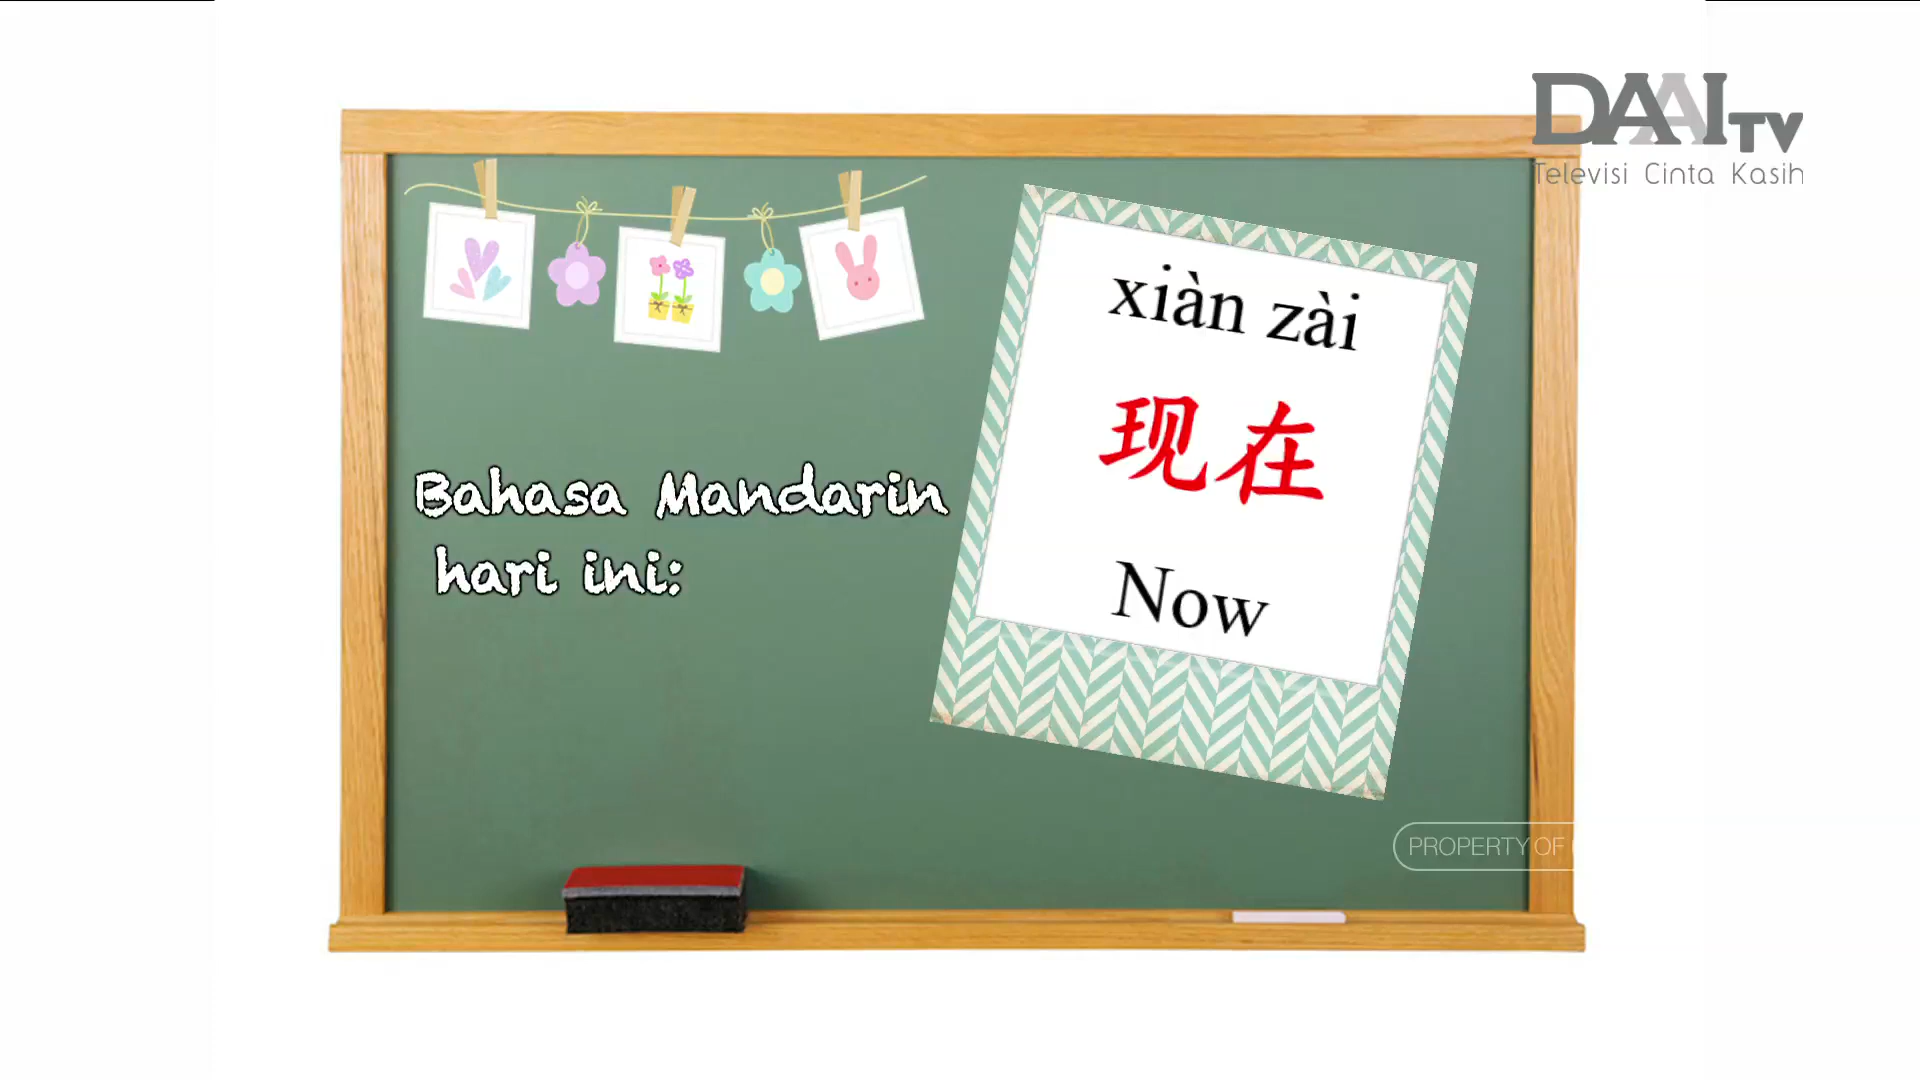 DAAI TV
Televisi Cinta Kasih
xiàn zài
现在
Now
Bahasa Mandarin
hari ini:
PROPERTY OF